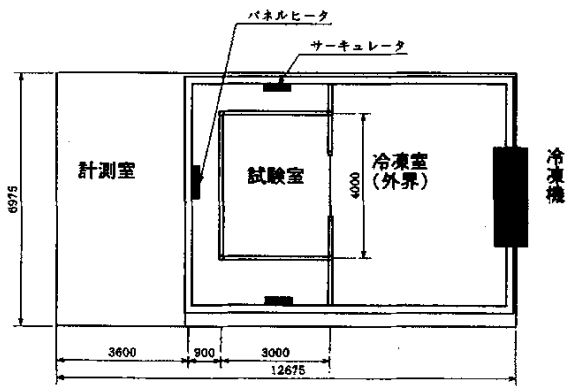 パネルヒータ
サーキュレータ
計測室
試験室
冷凍室
(外界)
冷凍機
6975
4000
3600
900
3000
12675